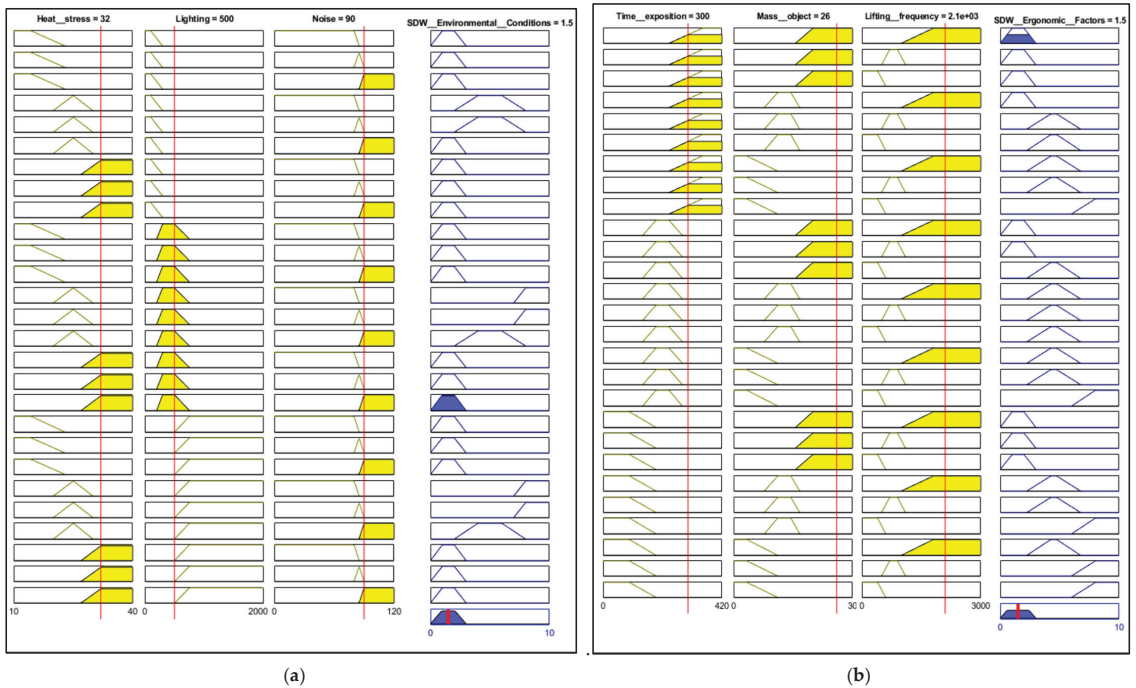 Heat__stress = 32 Lighting = 500 Noise = 90 SDW__Environmental__Conditions = 1.5
10 40 0 2000 0 120
0 10
(a)
Time__exposition = 300 Mass__object = 26 Lifting__frequency = 2.1e+03 SDW__Ergonomic__Factors = 1.5
0 420 0 30 0 3000
0 10
(b)